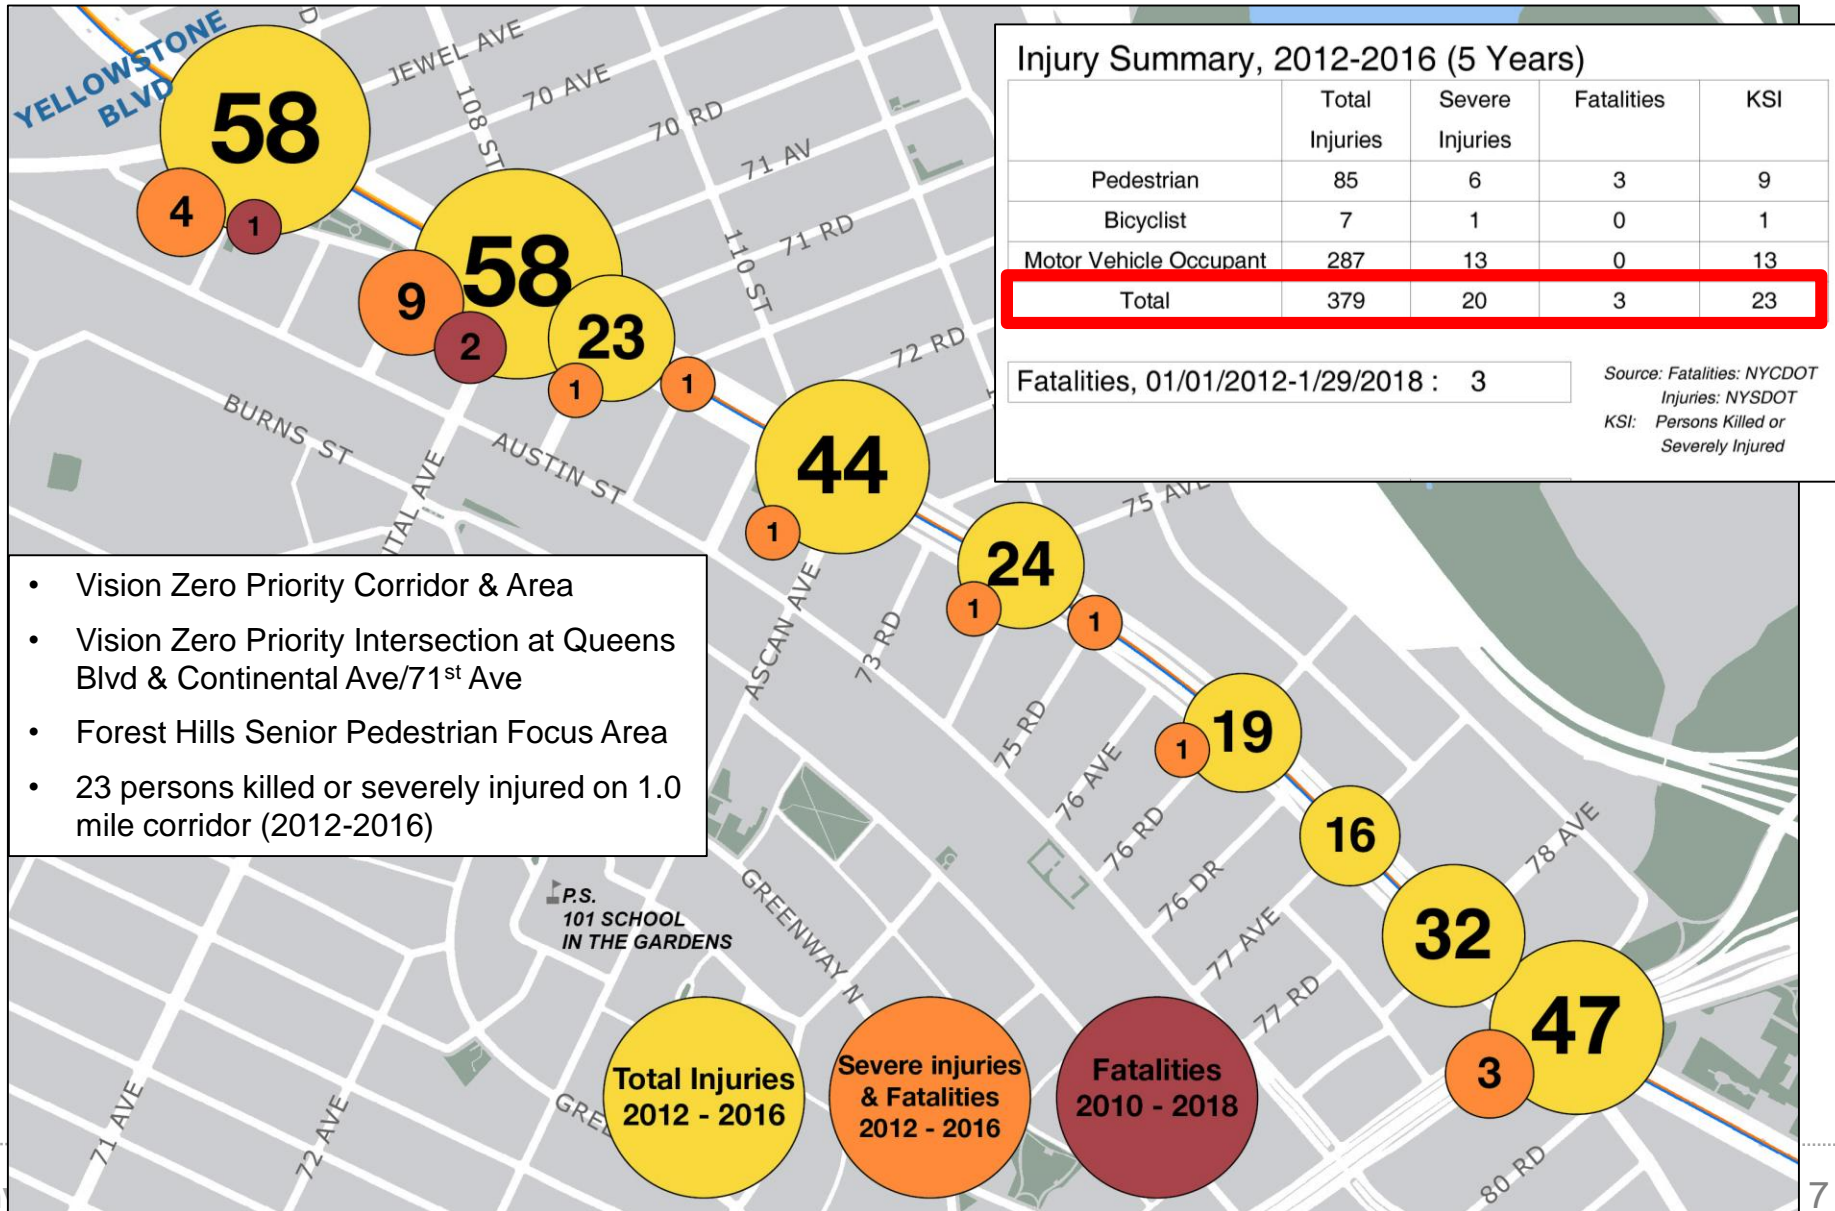 YELLOWSTONE
BLVD
JEWEL AVE
108 ST
70 AVE
70 RD
71 AV
110 ST
71 RD
72 RD
75 AVE
58
4
1
58
9
2
23
1
1
44
1
24
1
1
19
1
16
32
47
3
BURNS ST
AUSTIN ST
ASCAN AVE
73 RD
75 RD
76 AVE
76 RD
76 DR
77 AVE
77 RD
78 AVE
80 RD
GREENWAY N
71 AVE
72 AVE
Injury Summary, 2012-2016 (5 Years)
Total Injuries Severe Injuries Fatalities KSI
Pedestrian 85 6 3 9
Bicyclist 7 1 0 1
Motor Vehicle Occupant 287 13 0 13
Total 379 20 3 23
Fatalities, 01/01/2012-1/29/2018 : 3
Source: Fatalities: NYCDOT
Injuries: NYSDOT
KSI: Persons Killed or
Severely Injured
• Vision Zero Priority Corridor & Area
• Vision Zero Priority Intersection at Queens
Blvd & Continental Ave/71st Ave
• Forest Hills Senior Pedestrian Focus Area
• 23 persons killed or severely injured on 1.0
mile corridor (2012-2016)
P.S.
101 SCHOOL
IN THE GARDENS
Total Injuries
2012 - 2016
Severe injuries
& Fatalities
2012 - 2016
Fatalities
2010 - 2018
7